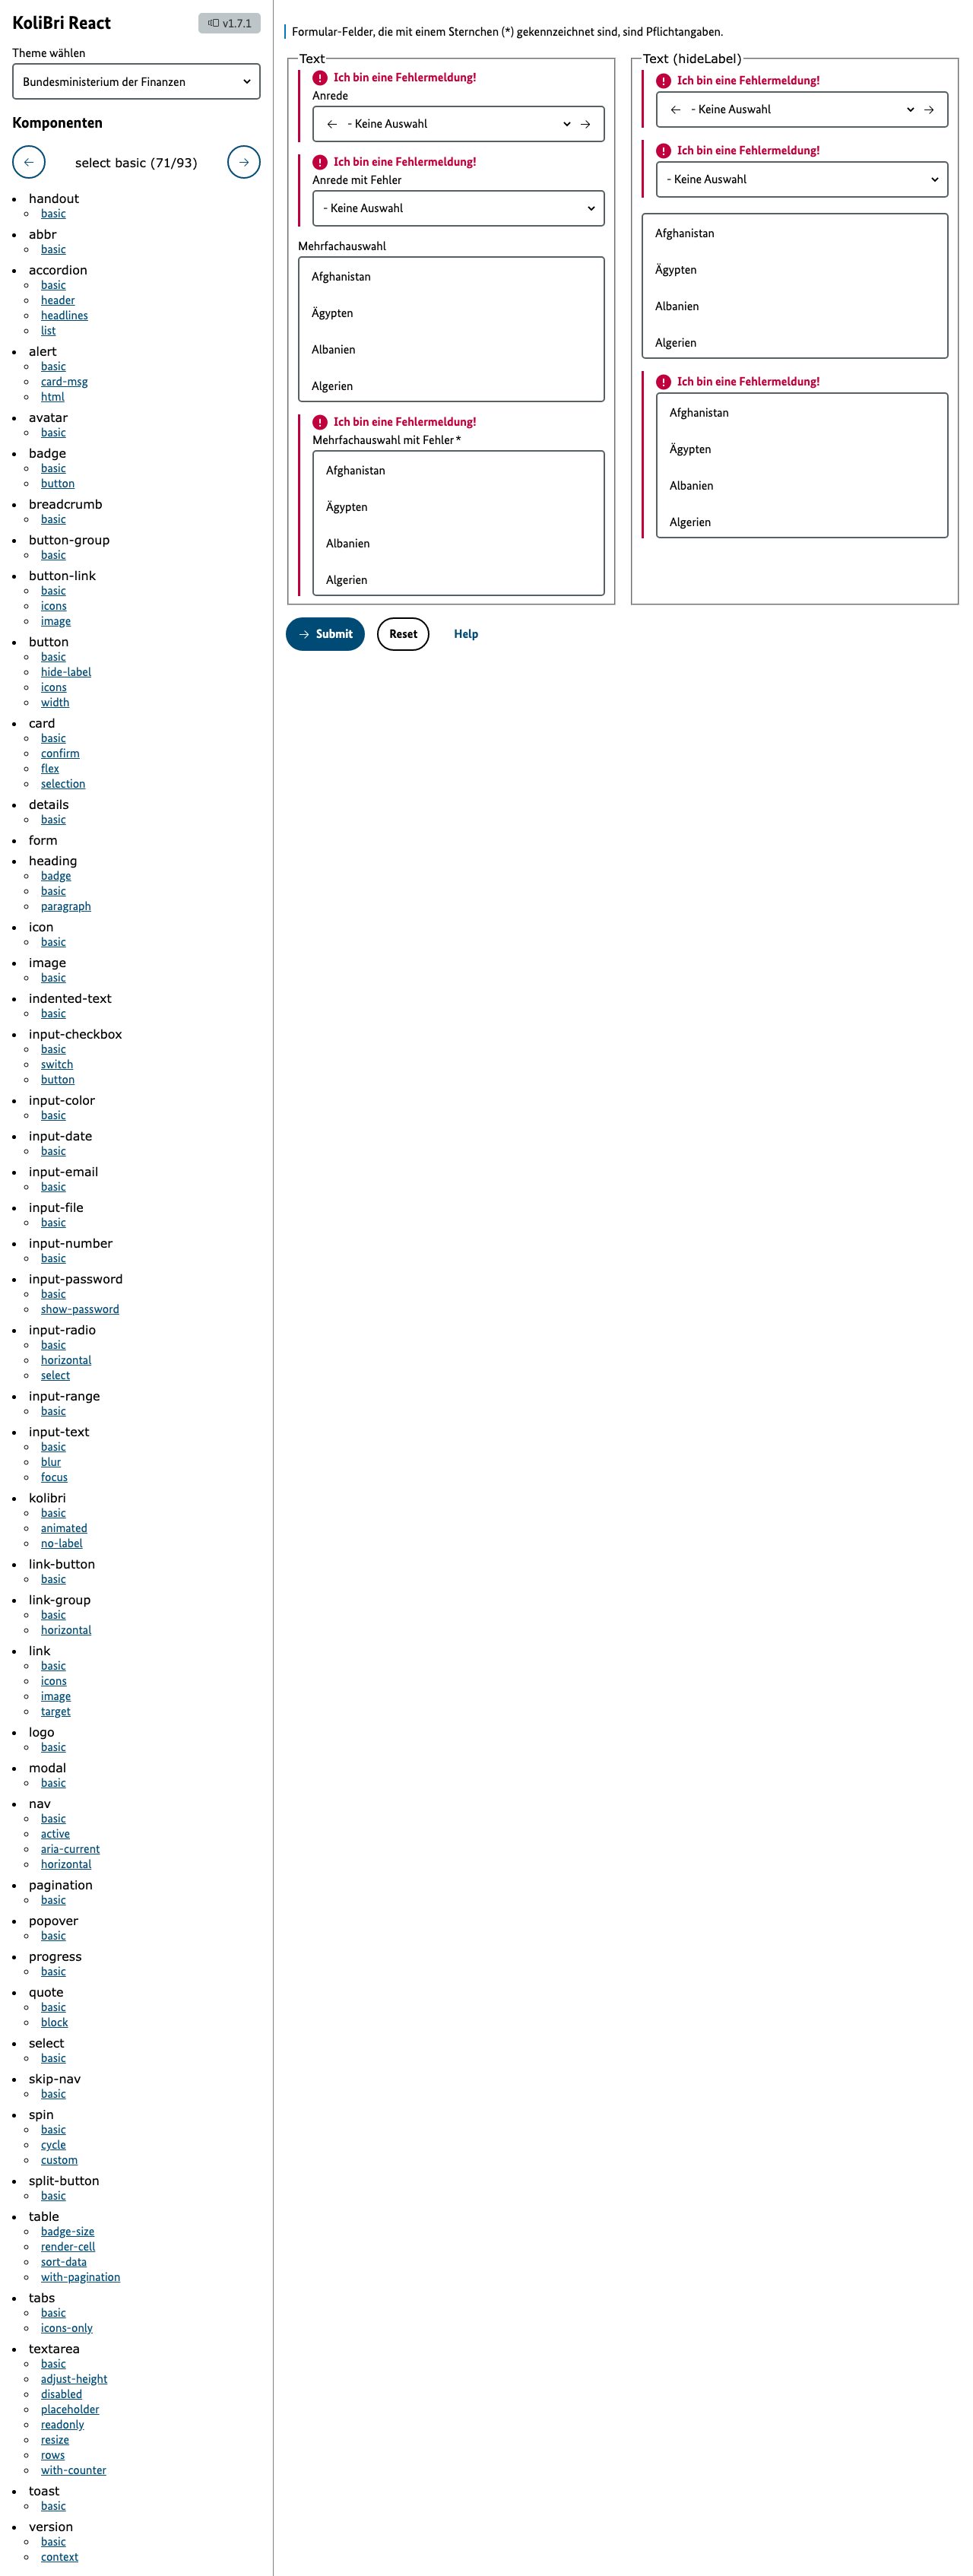 KoliBri React
v1.7.1
Theme wählen
Bundesministerium der Finanzen
Komponenten
select basic (71/93)
handout
basic
abbr
basic
accordion
basic
header
headlines
list
alert
basic
card-msg
html
avatar
basic
badge
basic
button
breadcrumb
basic
button-group
basic
button-link
basic
icons
image
button
basic
hide-label
icons
width
card
basic
confirm
flex
selection
details
basic
form
heading
badge
basic
paragraph
icon
basic
image
basic
indented-text
basic
input-checkbox
basic
switch
button
input-color
basic
input-date
basic
input-email
basic
input-file
basic
input-number
basic
input-password
basic
show-password
input-radio
basic
horizontal
select
input-range
basic
input-text
basic
blur
focus
kolibri
basic
animated
no-label
link-button
basic
link-group
basic
horizontal
link
basic
icons
image
target
logo
basic
modal
basic
nav
basic
active
aria-current
horizontal
pagination
basic
popover
basic
progress
basic
quote
basic
block
select
basic
skip-nav
basic
spin
basic
cycle
custom
split-button
basic
table
badge-size
render-cell
sort-data
with-pagination
tabs
basic
icons-only
textarea
basic
adjust-height
disabled
placeholder
readonly
resize
rows
with-counter
toast
basic
version
basic
context
Formular-Felder, die mit einem Sternchen (*) gekennzeichnet sind, sind Pflichtangaben.
Text
Ich bin eine Fehlermeldung!
Anrede
- Keine Auswahl
Ich bin eine Fehlermeldung!
Anrede mit Fehler
- Keine Auswahl
Mehrfachauswahl
Afghanistan
Ägypten
Albanien
Algerien
Ich bin eine Fehlermeldung!
Mehrfachauswahl mit Fehler*
Afghanistan
Ägypten
Albanien
Algerien
Text (hideLabel)
Ich bin eine Fehlermeldung!
- Keine Auswahl
Ich bin eine Fehlermeldung!
- Keine Auswahl
Afghanistan
Ägypten
Albanien
Algerien
Ich bin eine Fehlermeldung!
Afghanistan
Ägypten
Albanien
Algerien
Submit
Reset
Help